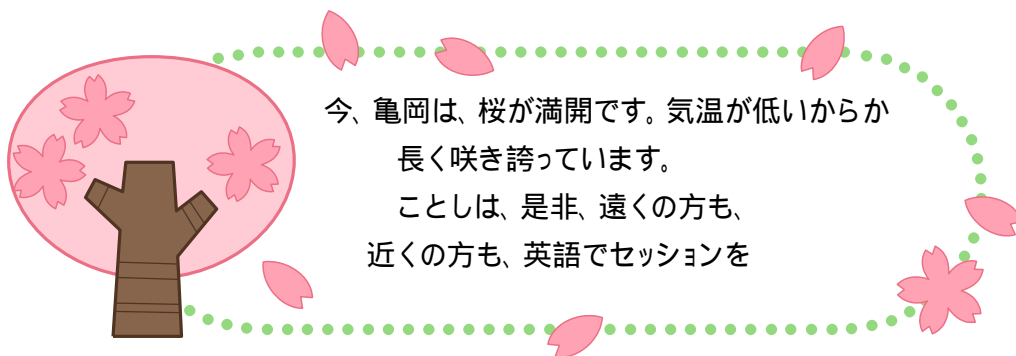 今、亀岡は、桜が満開です。気温が低いからか
長く咲き誇っています。
ことしは、是非、遠くの方も、
近くの方も、英語でセッションを